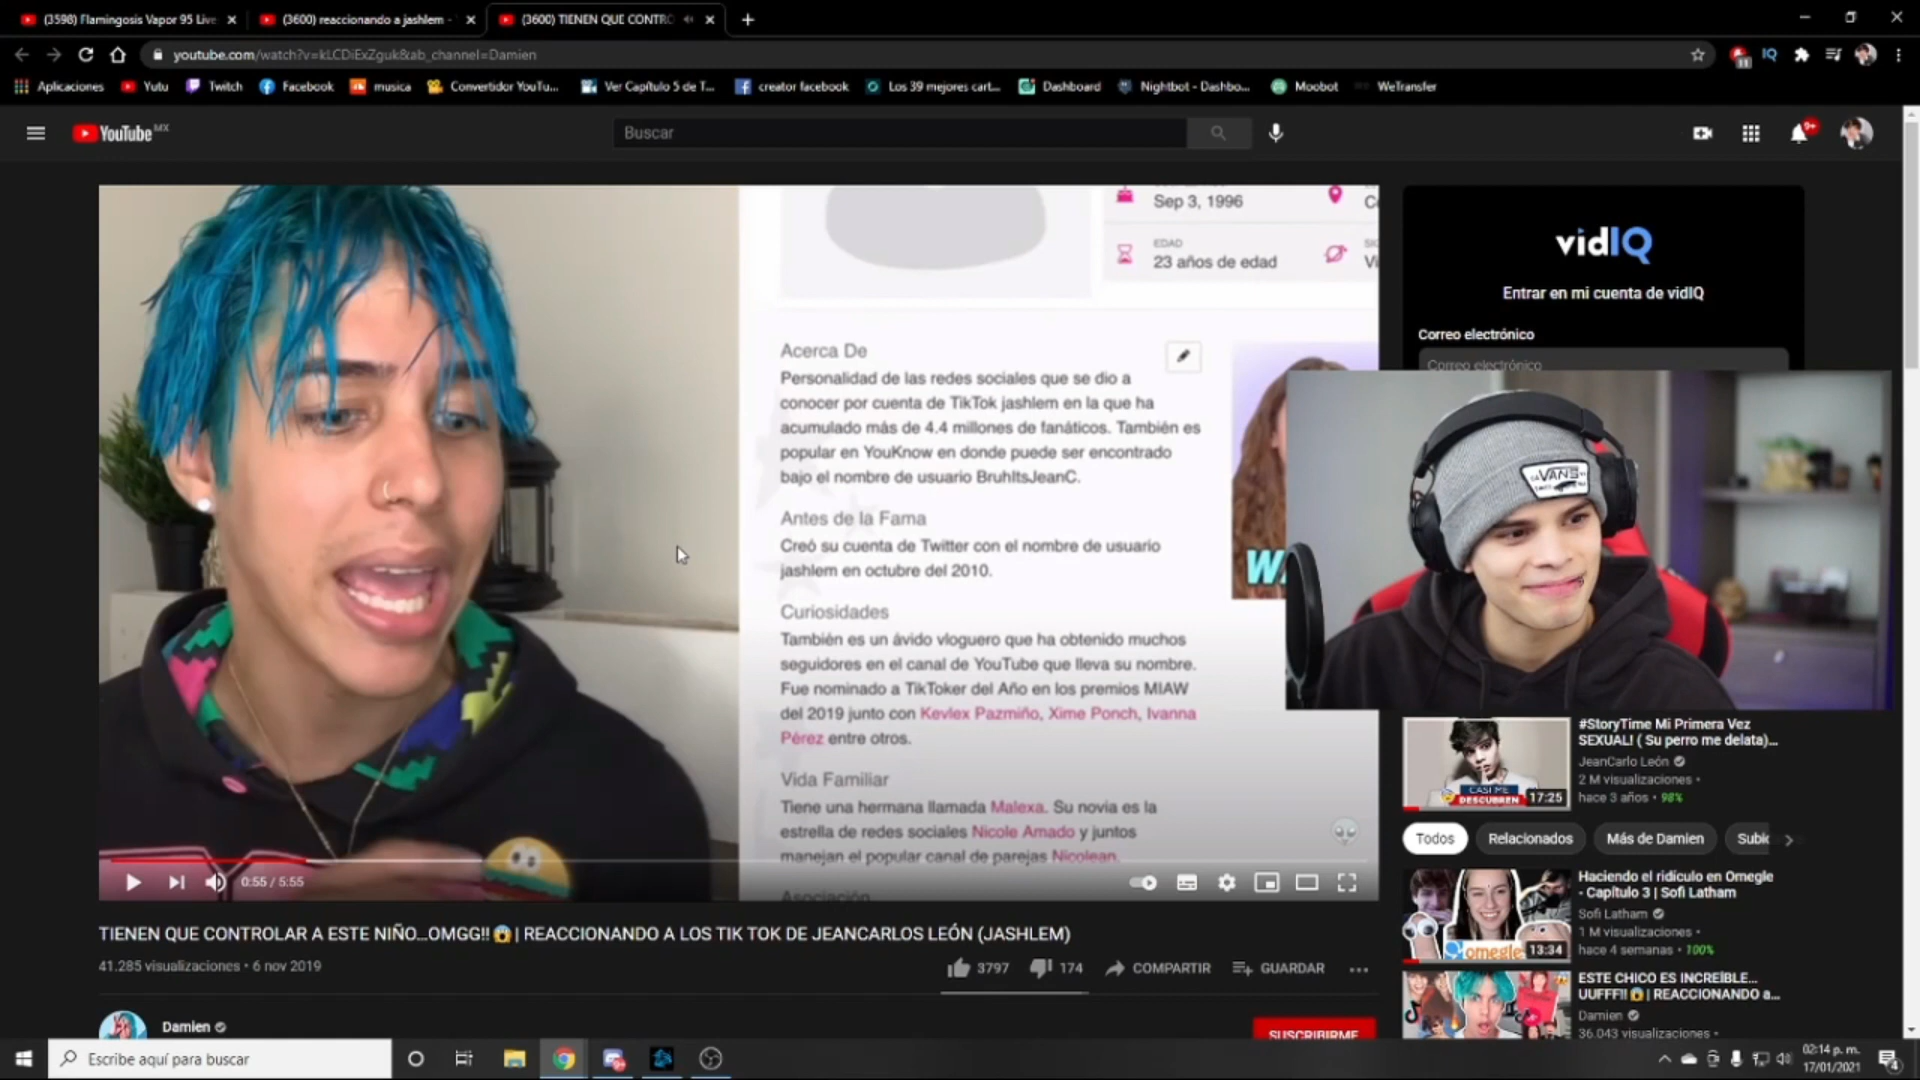 (3598) Flamingosis Vapor 95 Live
(3600) reaccionando a jashlem -
(3600) TIENEN QUE CONTRO
youtube.com/watch?v=kLCDiExZguk&ab_channel=Damien
Aplicaciones
Yutu
Twitch
Facebook
musica
Convertidor YouTu...
Ver Capítulo 5 de T...
creator facebook
Los 39 mejores cart...
Dashboard
Nightbot - Dashbo...
Moobot
WeTransfer
YouTube MX
Buscar
9+
Sep 3, 1996
EDAD
23 años de edad
Acerca De
Personalidad de las redes sociales que se dio a
conocer por cuenta de TikTok jashlem en la que ha
acumulado más de 4.4 millones de fanáticos. También es
popular en YouKnow en donde puede ser encontrado
bajo el nombre de usuario BruhItsJeanC.
Antes de la Fama
Creó su cuenta de Twitter con el nombre de usuario
jashlem en octubre del 2010.
Curiosidades
También es un ávido vloguero que ha obtenido muchos
seguidores en el canal de YouTube que lleva su nombre.
Fue nominado a TikToker del Año en los premios MIAW
del 2019 junto con Kevlex Pazmiño, Xime Ponch, Ivanna
Pérez entre otros.
Vida Familiar
Tiene una hermana llamada Malexa. Su novia es la
estrella de redes sociales Nicole Amado y juntos
manejan el popular canal de parejas Nicolean.
Asociación
0:55 / 5:55
TIENEN QUE CONTROLAR A ESTE NIÑO...OMGG!!😱| REACCIONANDO A LOS TIK TOK DE JEANCARLOS LEÓN (JASHLEM)
41.285 visualizaciones • 6 nov 2019
3797
174
COMPARTIR
GUARDAR
Damien
SUSCRIBIRME
vidIQ
Entrar en mi cuenta de vidIQ
Correo electrónico
Correo electrónico
VANS
CASI ME
DESCUBREN
17:25
#StoryTime Mi Primera Vez
SEXUAL! ( Su perro me delata)...
JeanCarlo León
2 M visualizaciones •
hace 3 años • 98%
Todos
Relacionados
Más de Damien
Subic
omegle
13:34
Haciendo el ridículo en Omegle
- Capítulo 3 | Sofi Latham
Sofi Latham
1 M visualizaciones •
hace 4 semanas • 100%
ESTE CHICO ES INCREÍBLE...
UUFFF!!😱| REACCIONANDO a...
Damien
36.043 visualizaciones •
Escribe aquí para buscar
02:14 p. m.
17/01/2021
4